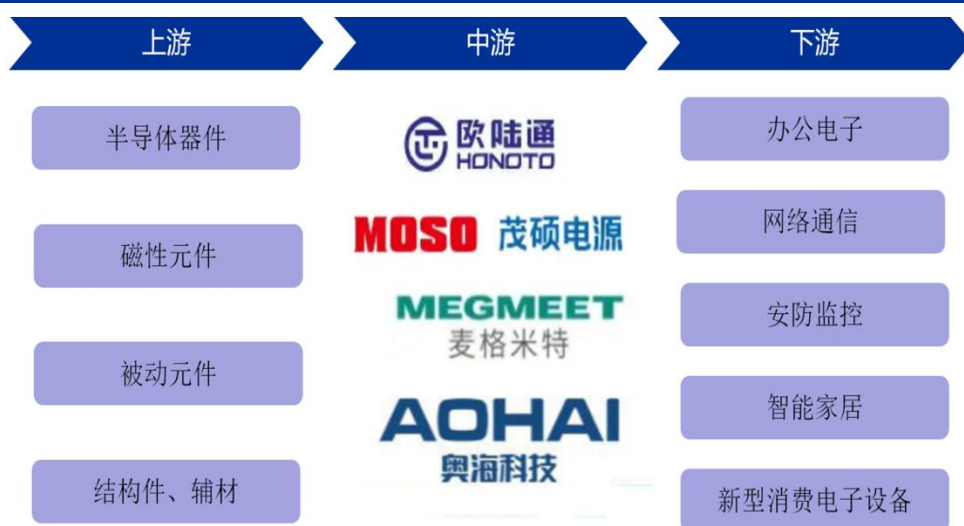 上游
中游
下游
半导体器件
磁性元件
被动元件
结构件、辅材
欧陆通
HONOTO
MOSO 茂硕电源
MEGMEET
麦格米特
AOHAI
奥海科技
办公电子
网络通信
安防监控
智能家居
新型消费电子设备